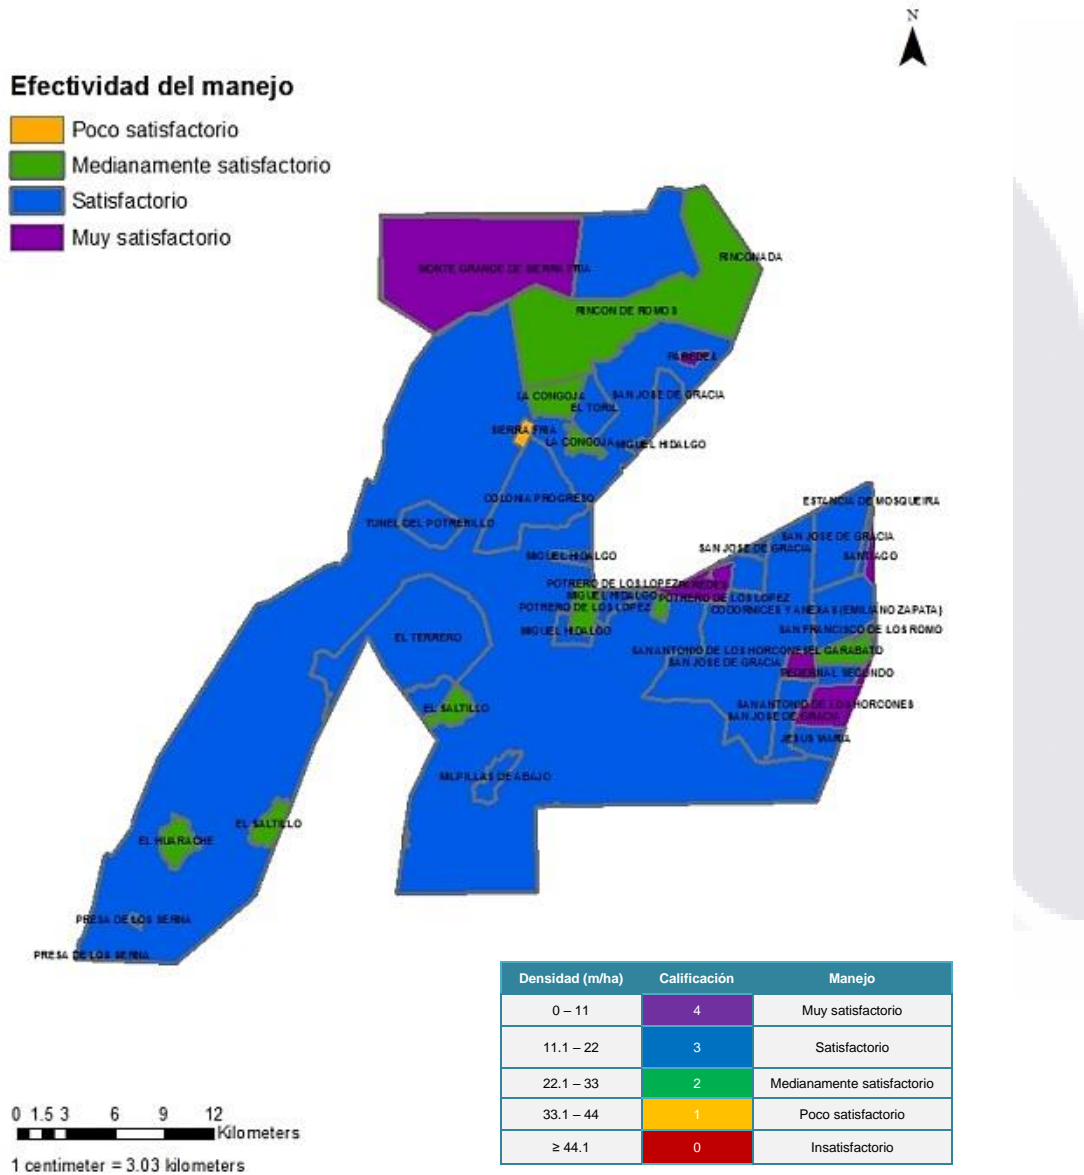 N
Efectividad del manejo
Poco satisfactorio
Medianamente satisfactorio
Satisfactorio
Muy satisfactorio
RINCONADA
MONTE GRANDE DE SIERRA FRIA
RINCON DE ROMOS
PAREDES
LA CONGOJA
SAN JOSE DE GRACIA
EL TORIL
SIERRA FRIA
LA CONGOJA
MIGUEL HIDALGO
COLONIA PROGRESO
ESTANCIA DE MOSQUEIRA
TUNEL DEL POTRERILLO
SAN JOSE DE GRACIA
SAN JOSE DE GRACIA
MIGUEL HIDALGO
SANTIAGO
POTRERO DE LOS LOPEZ
PAREDES
MIGUEL HIDALGO
POTRERO DE LOS LOPEZ
POTRERO DE LOS LOPEZ
CODORNICES Y ANEXAS (EMILIANO ZAPATA)
MIGUEL HIDALGO
SAN FRANCISCO DE LOS ROMO
EL TERRERO
SAN ANTONIO DE LOS HORCONES
EL GARABATO
SAN JOSE DE GRACIA
PEDERNAL SEGUNDO
EL SALTILLO
SAN ANTONIO DE LOS HORCONES
SAN JOSE DE GRACIA
JESUS MARIA
MILPILLAS DE ABAJO
EL SALTILLO
EL HUARACHE
PRESA DE LOS SERNA
PRESA DE LOS SERNA
Densidad (m/ha) Calificación Manejo
0 – 11 4 Muy satisfactorio
11.1 – 22 3 Satisfactorio
22.1 – 33 2 Medianamente satisfactorio
33.1 – 44 1 Poco satisfactorio
≥ 44.1 0 Insatisfactorio
0 1.5 3 6 9 12
Kilometers
1 centimeter = 3.03 kilometers